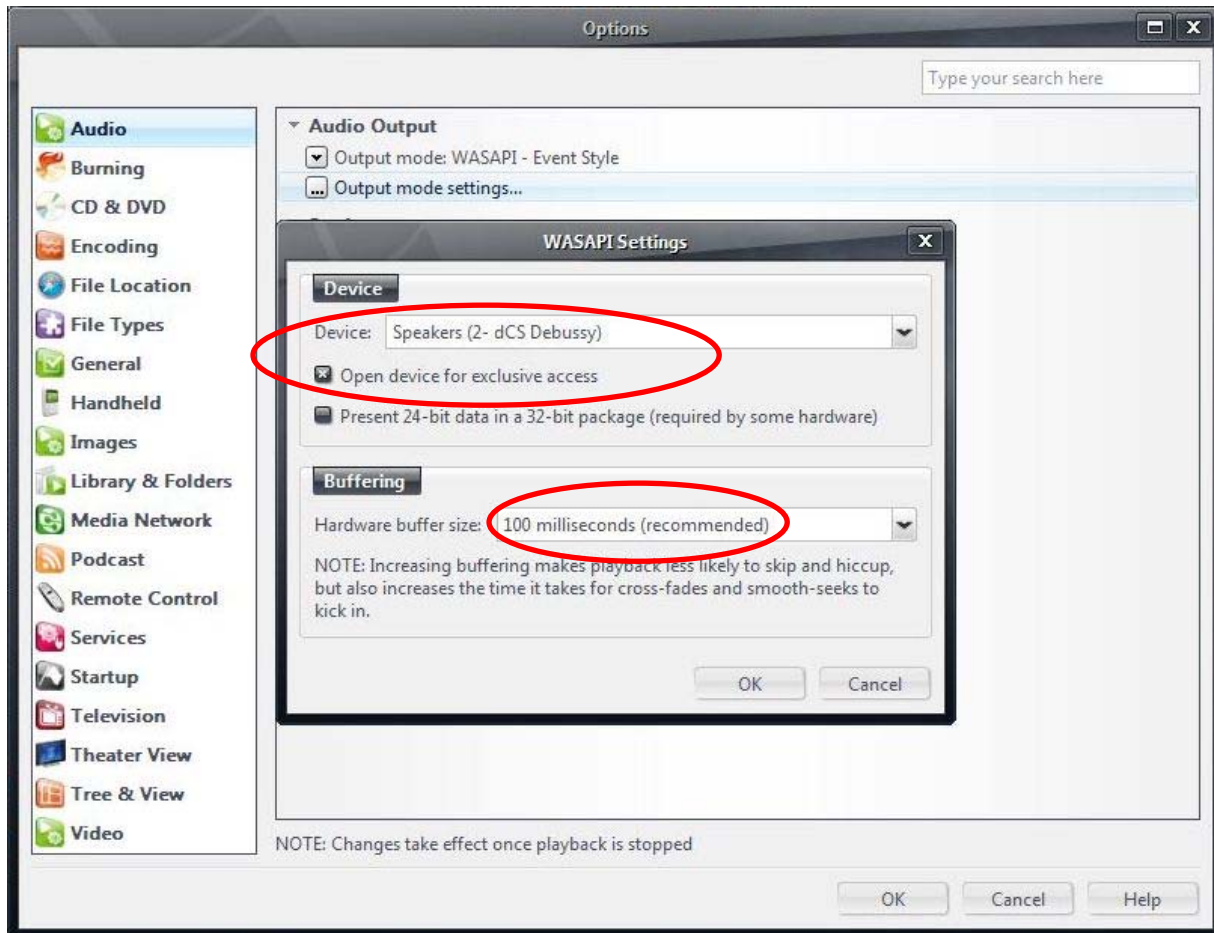 Options
Type your search here
Audio
Burning
CD & DVD
Encoding
File Location
File Types
General
Handheld
Images
Library & Folders
Media Network
Podcast
Remote Control
Services
Startup
Television
Theater View
Tree & View
Video
Audio Output
Output mode: WASAPI - Event Style
Output mode settings...
WASAPI Settings
Device
Device: Speakers (2- dCS Debussy)
Open device for exclusive access
Present 24-bit data in a 32-bit package (required by some hardware)
Buffering
Hardware buffer size: 100 milliseconds (recommended)
NOTE: Increasing buffering makes playback less likely to skip and hiccup,
but also increases the time it takes for cross-fades and smooth-seeks to
kick in.
OK Cancel
NOTE: Changes take effect once playback is stopped
OK Cancel Help